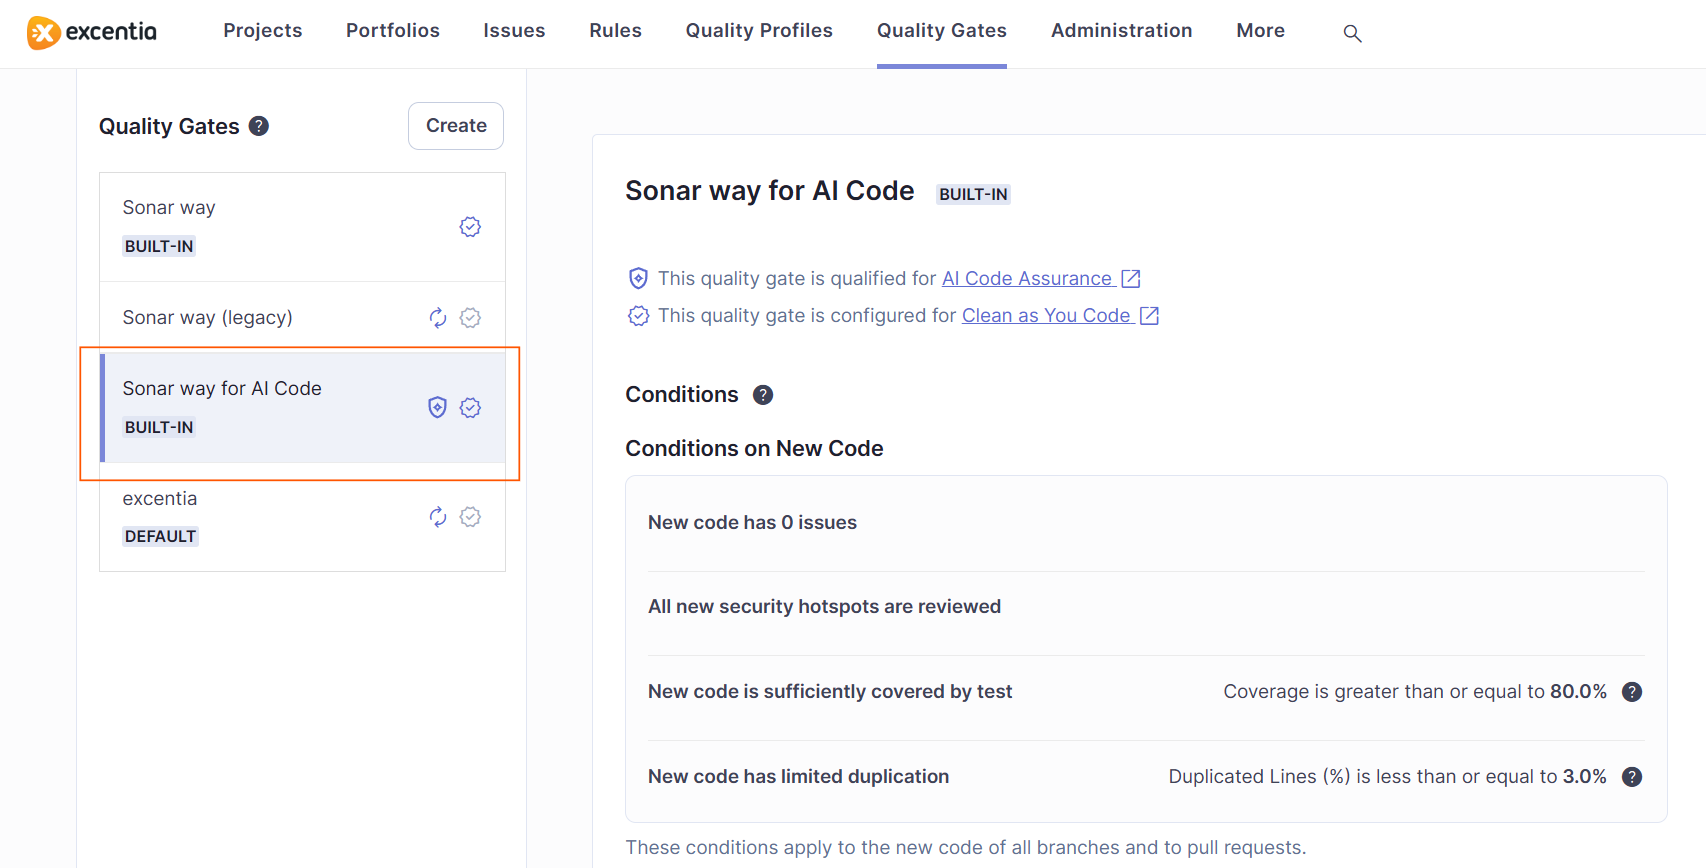 excentia
Projects Portfolios Issues Rules Quality Profiles Quality Gates Administration More
Quality Gates ?
Create
Sonar way
BUILT-IN
Sonar way (legacy)
Sonar way for AI Code
BUILT-IN
excentia
DEFAULT
Sonar way for AI Code BUILT-IN
This quality gate is qualified for AI Code Assurance
This quality gate is configured for Clean as You Code
Conditions ?
Conditions on New Code
New code has 0 issues
All new security hotspots are reviewed
New code is sufficiently covered by test Coverage is greater than or equal to 80.0% ?
New code has limited duplication Duplicated Lines (%) is less than or equal to 3.0% ?
These conditions apply to the new code of all branches and to pull requests.